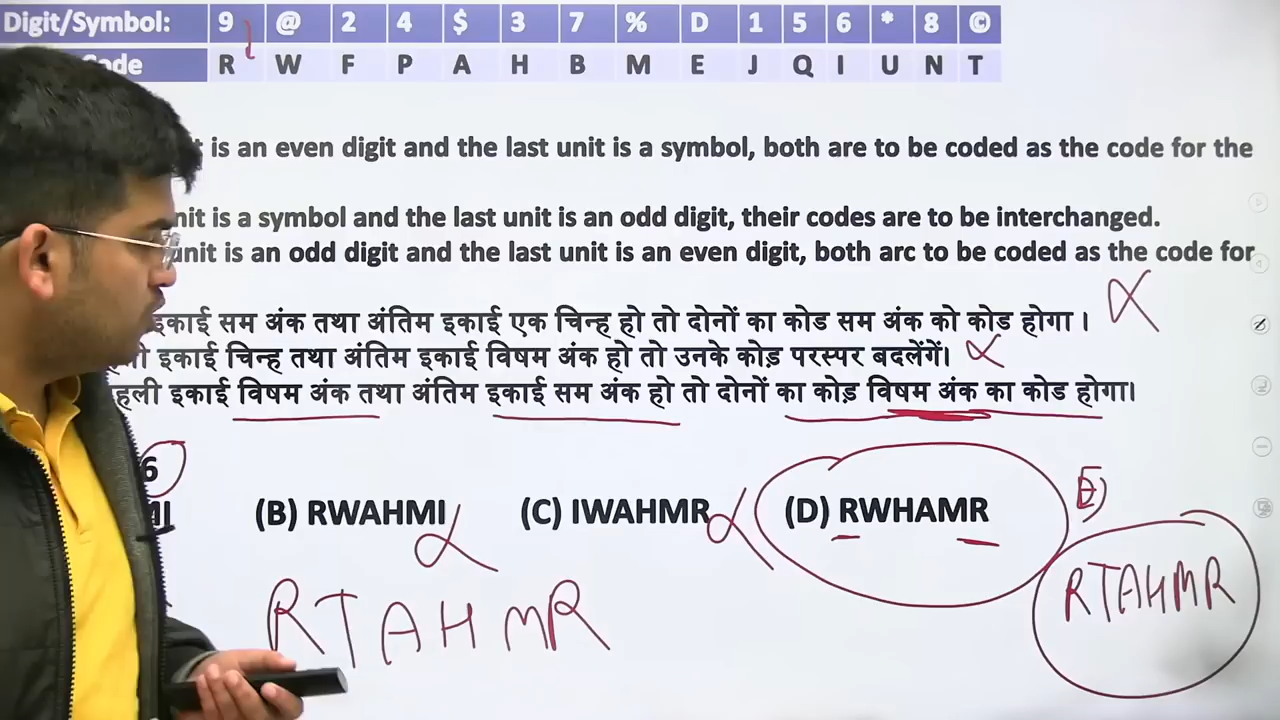 Digit/Symbol: 9 @ 2 4 $ 3 7 % D 1 5 6 * 8 ©
R W F P A H B M E J Q I U N T
is an even digit and the last unit is a symbol, both are to be coded as the code for the
is a symbol and the last unit is an odd digit, their codes are to be interchanged.
is an odd digit and the last unit is an even digit, both arc to be coded as the code for
इकाई सम अंक तथा अंतिम इकाई एक चिन्ह हो तो दोनों का कोड सम अंक को कोड होगा।
इकाई चिन्ह तथा अंतिम इकाई विषम अंक हो तो उनके कोड़ परस्पर बदलेंगें।
इकाई विषम अंक तथा अंतिम इकाई सम अंक हो तो दोनों का कोड़ विषम अंक का कोड होगा।
6
(B) RWAHMI (C) IWAHMR (D) RWHAMR E)
RTAHMR
RTAHMR